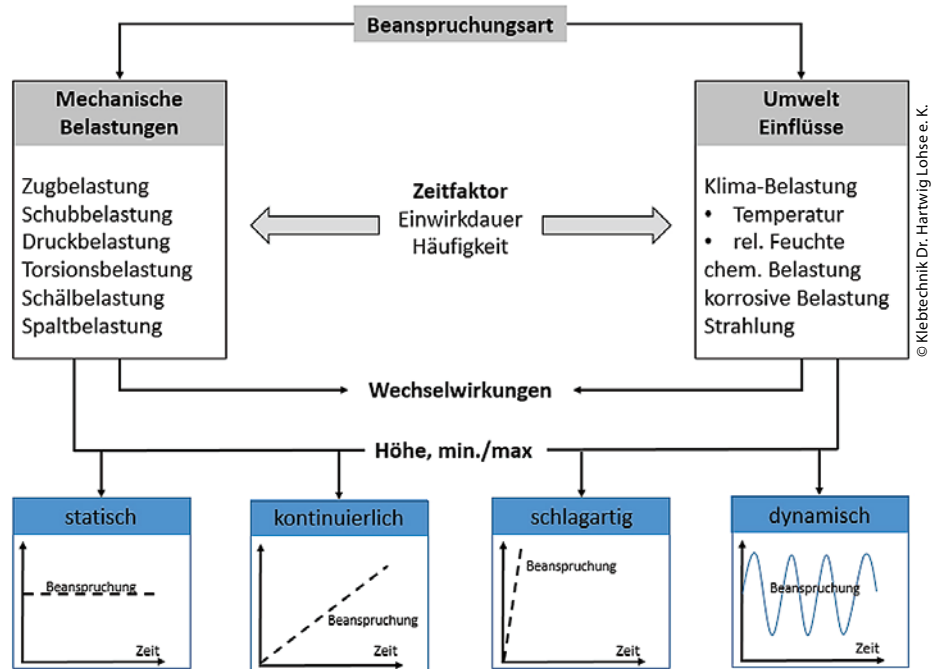 Beanspruchungsart
Mechanische
Belastungen
Zugbelastung
Schubbelastung
Druckbelastung
Torsionsbelastung
Schälbelastung
Spaltbelastung
Zeitfaktor
Einwirkdauer
Häufigkeit
Umwelt
Einflüsse
Klima-Belastung
• Temperatur
• rel. Feuchte
chem. Belastung
korrosive Belastung
Strahlung
© Klebtechnik Dr. Hartwig Lohse e. K.
Wechselwirkungen
Höhe, min./max
statisch
Beanspruchung
Zeit
kontinuierlich
Beanspruchung
Zeit
schlagartig
Beanspruchung
Zeit
dynamisch
Beanspruchung
Zeit